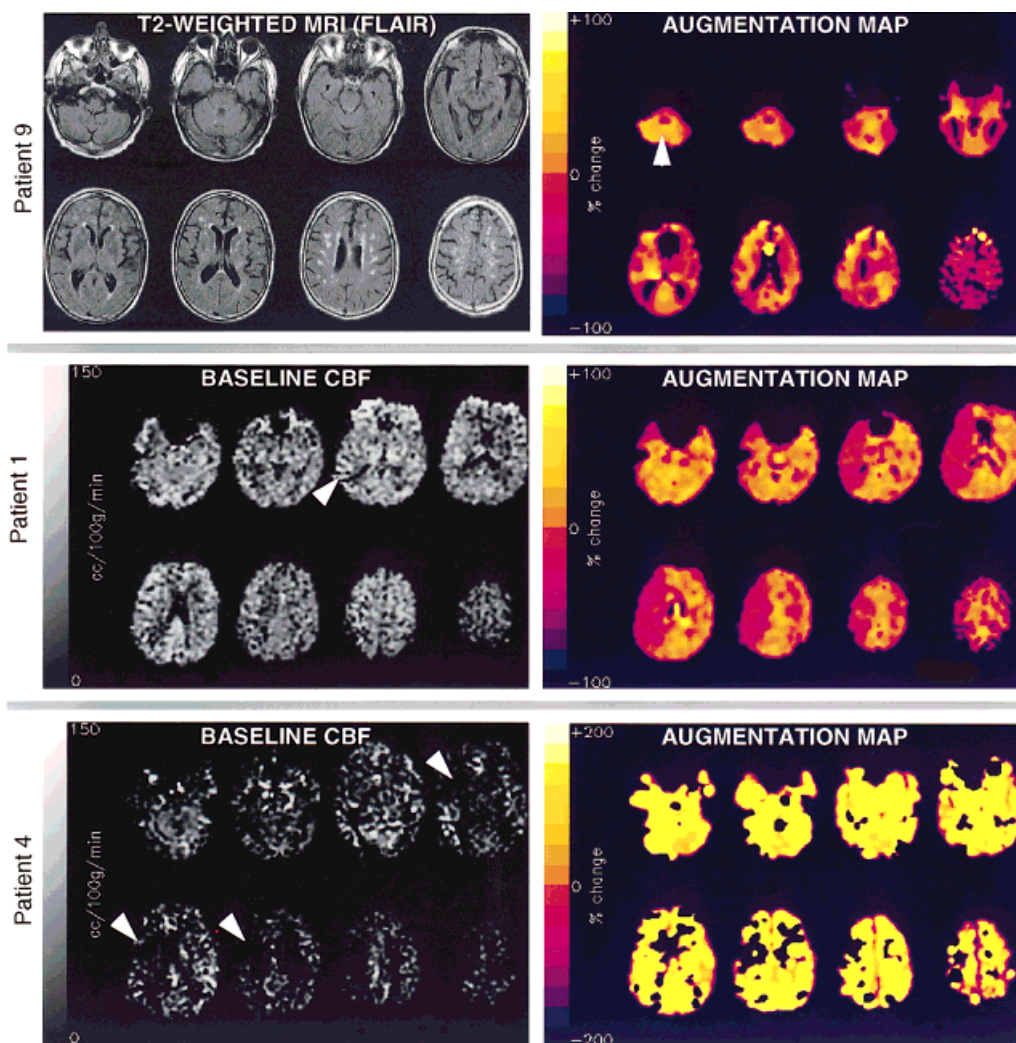 Patient 9
T2-WEIGHTED MRI (FLAIR)
+100
AUGMENTATION MAP
0
% change
-100
Patient 1
150
BASELINE CBF
cc/100g/min
0
+100
AUGMENTATION MAP
0
% change
-100
Patient 4
150
BASELINE CBF
cc/100g/min
0
+200
AUGMENTATION MAP
0
% change
-200